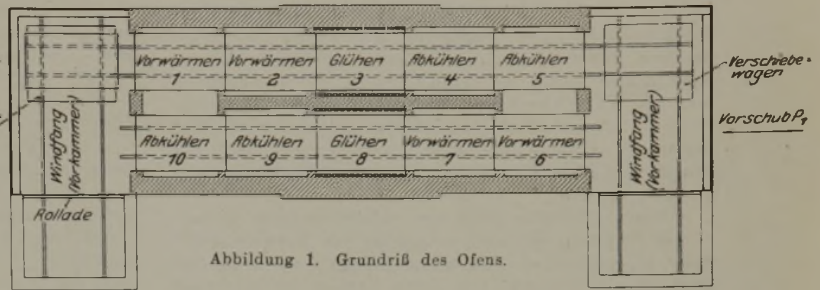 Vorwärmen Vorwärmen Glühen Abkühlen Abkühlen
1 2 3 4 5
Verschiebe-
wagen
Vorschub P₁
Windfang
(Vorkammer)
Abkühlen Abkühlen Glühen Vorwärmen Vorwärmen
10 9 8 7 6
Windfang
(Vorkammer)
Rollade
Abbildung 1. Grundriß des Ofens.